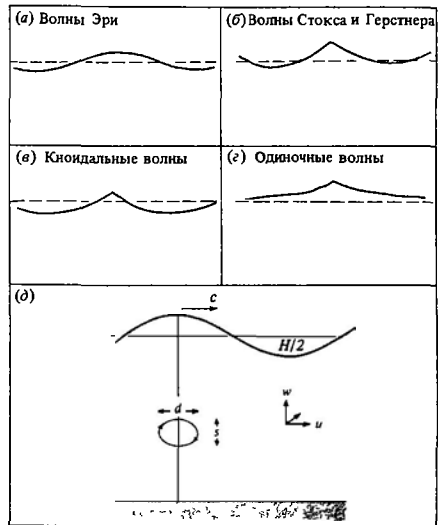 (а) Волны Эри
(б) Волны Стокса и Герстнера
(в) Кноидальные волны
(г) Одиночные волны
(д)
c
H/2
d
s
w
u